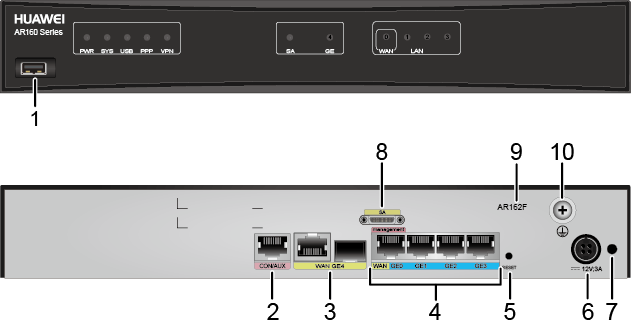 HUAWEI
AR160 Series
PWR SYS USB PPP VPN
SA GE
0 1 2 3
WAN LAN
1
8 9 10
SA
AR162F
management
CON/AUX
WAN GE4
WAN GE0 GE1 GE2 GE3
RESET
12V;3A
2 3 4 5 6 7